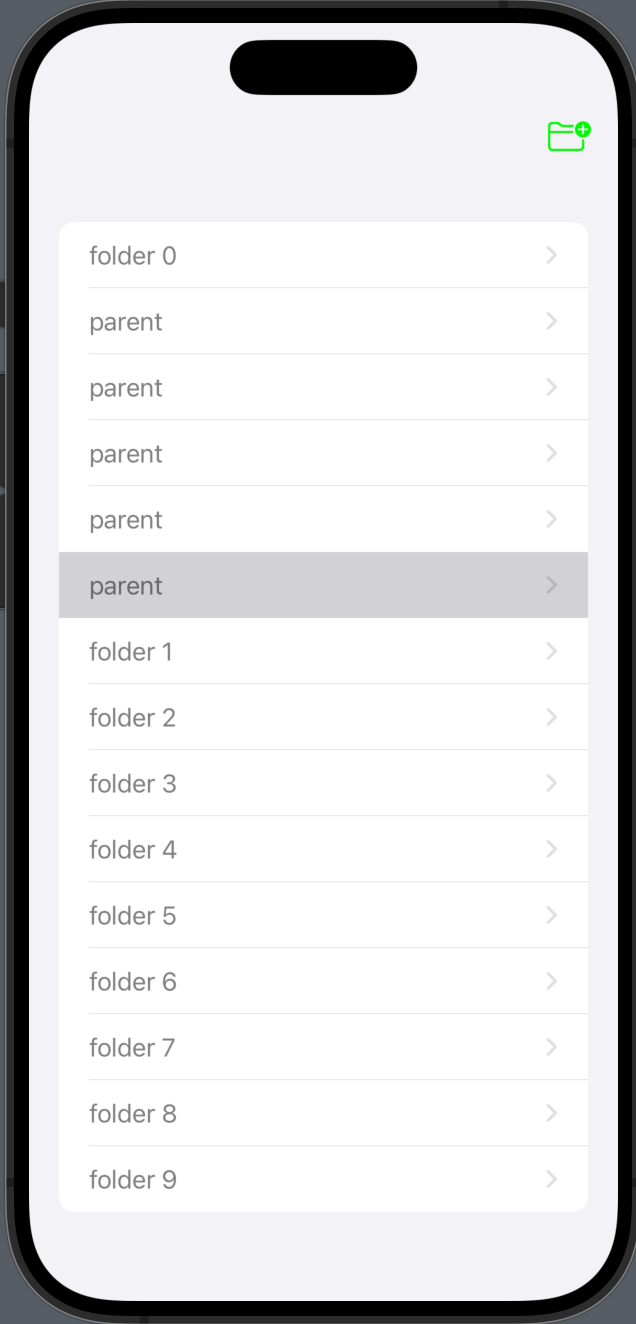 folder 0
parent
parent
parent
parent
parent
folder 1
folder 2
folder 3
folder 4
folder 5
folder 6
folder 7
folder 8
folder 9